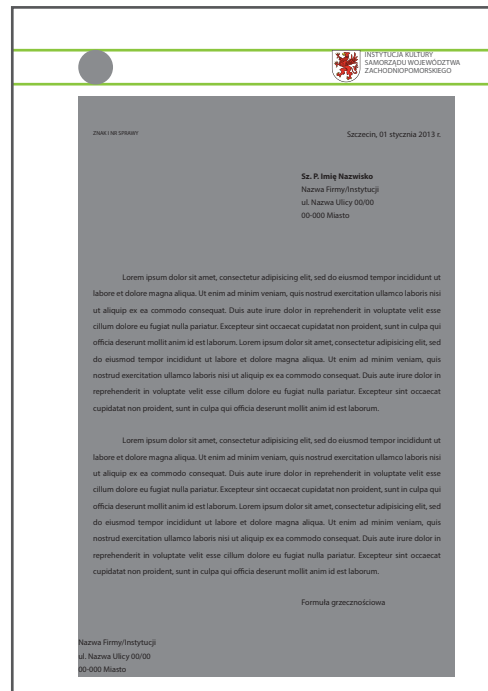 INSTYTUCJA KULTURY
SAMORZĄDU WOJEWÓDZTWA
ZACHODNIOPOMORSKIEGO
ZNAK I NR SPRAWY
Szczecin, 01 stycznia 2013 r.
Sz. P. Imię Nazwisko
Nazwa Firmy/Instytucji
ul. Nazwa Ulicy 00/00
00-000 Miasto
Lorem ipsum dolor sit amet, consectetur adipisicing elit, sed do eiusmod tempor incididunt ut
labore et dolore magna aliqua. Ut enim ad minim veniam, quis nostrud exercitation ullamco laboris nisi
ut aliquip ex ea commodo consequat. Duis aute irure dolor in reprehenderit in voluptate velit esse
cillum dolore eu fugiat nulla pariatur. Excepteur sint occaecat cupidatat non proident, sunt in culpa qui
officia deserunt mollit anim id est laborum. Lorem ipsum dolor sit amet, consectetur adipisicing elit, sed
do eiusmod tempor incididunt ut labore et dolore magna aliqua. Ut enim ad minim veniam, quis
nostrud exercitation ullamco laboris nisi ut aliquip ex ea commodo consequat. Duis aute irure dolor in
reprehenderit in voluptate velit esse cillum dolore eu fugiat nulla pariatur. Excepteur sint occaecat
cupidatat non proident, sunt in culpa qui officia deserunt mollit anim id est laborum.
Lorem ipsum dolor sit amet, consectetur adipisicing elit, sed do eiusmod tempor incididunt ut
labore et dolore magna aliqua. Ut enim ad minim veniam, quis nostrud exercitation ullamco laboris nisi
ut aliquip ex ea commodo consequat. Duis aute irure dolor in reprehenderit in voluptate velit esse
cillum dolore eu fugiat nulla pariatur. Excepteur sint occaecat cupidatat non proident, sunt in culpa qui
officia deserunt mollit anim id est laborum. Lorem ipsum dolor sit amet, consectetur adipisicing elit, sed
do eiusmod tempor incididunt ut labore et dolore magna aliqua. Ut enim ad minim veniam, quis
nostrud exercitation ullamco laboris nisi ut aliquip ex ea commodo consequat. Duis aute irure dolor in
reprehenderit in voluptate velit esse cillum dolore eu fugiat nulla pariatur. Excepteur sint occaecat
cupidatat non proident, sunt in culpa qui officia deserunt mollit anim id est laborum.
Formuła grzecznościowa
Nazwa Firmy/Instytucji
ul. Nazwa Ulicy 00/00
00-000 Miasto